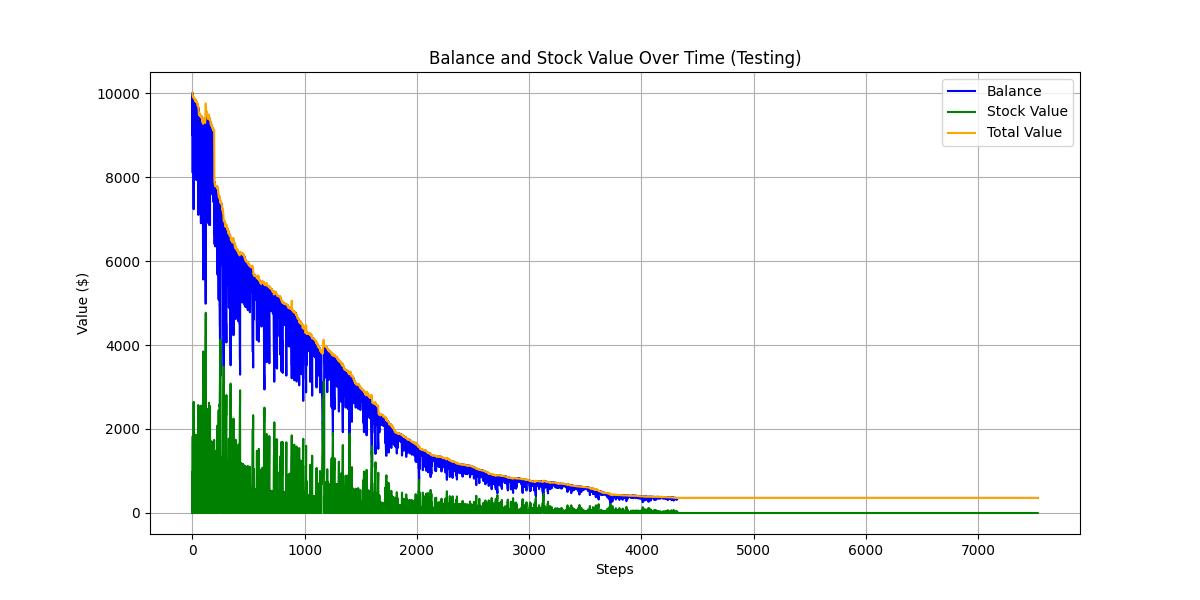 Balance and Stock Value Over Time (Testing)
Balance
Stock Value
Total Value
Value ($)
10000
8000
6000
4000
2000
0
0 1000 2000 3000 4000 5000 6000 7000
Steps